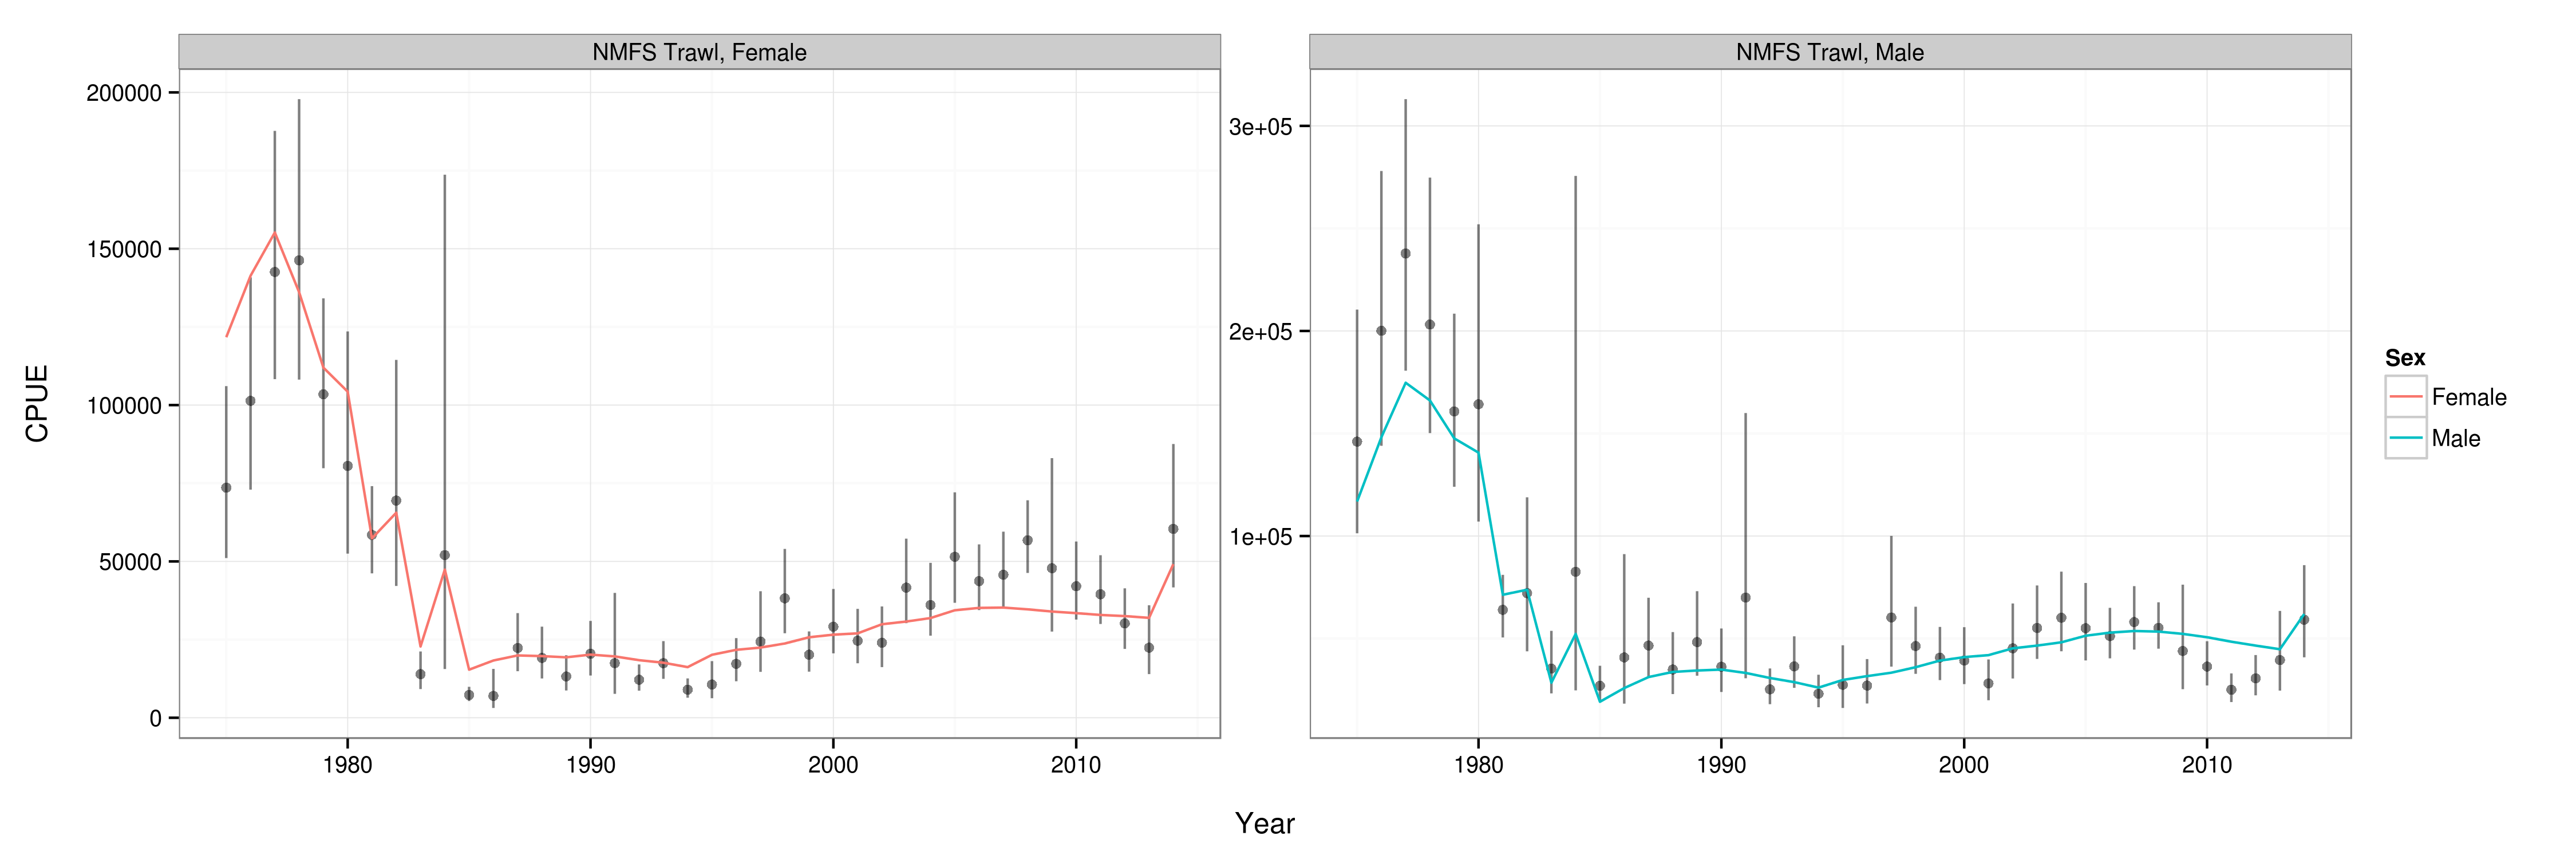 NMFS Trawl, Female
NMFS Trawl, Male
200000
150000
100000
50000
0
3e+05
2e+05
1e+05
CPUE
1980
1990
2000
2010
1980
1990
2000
2010
Year
Sex
Female
Male